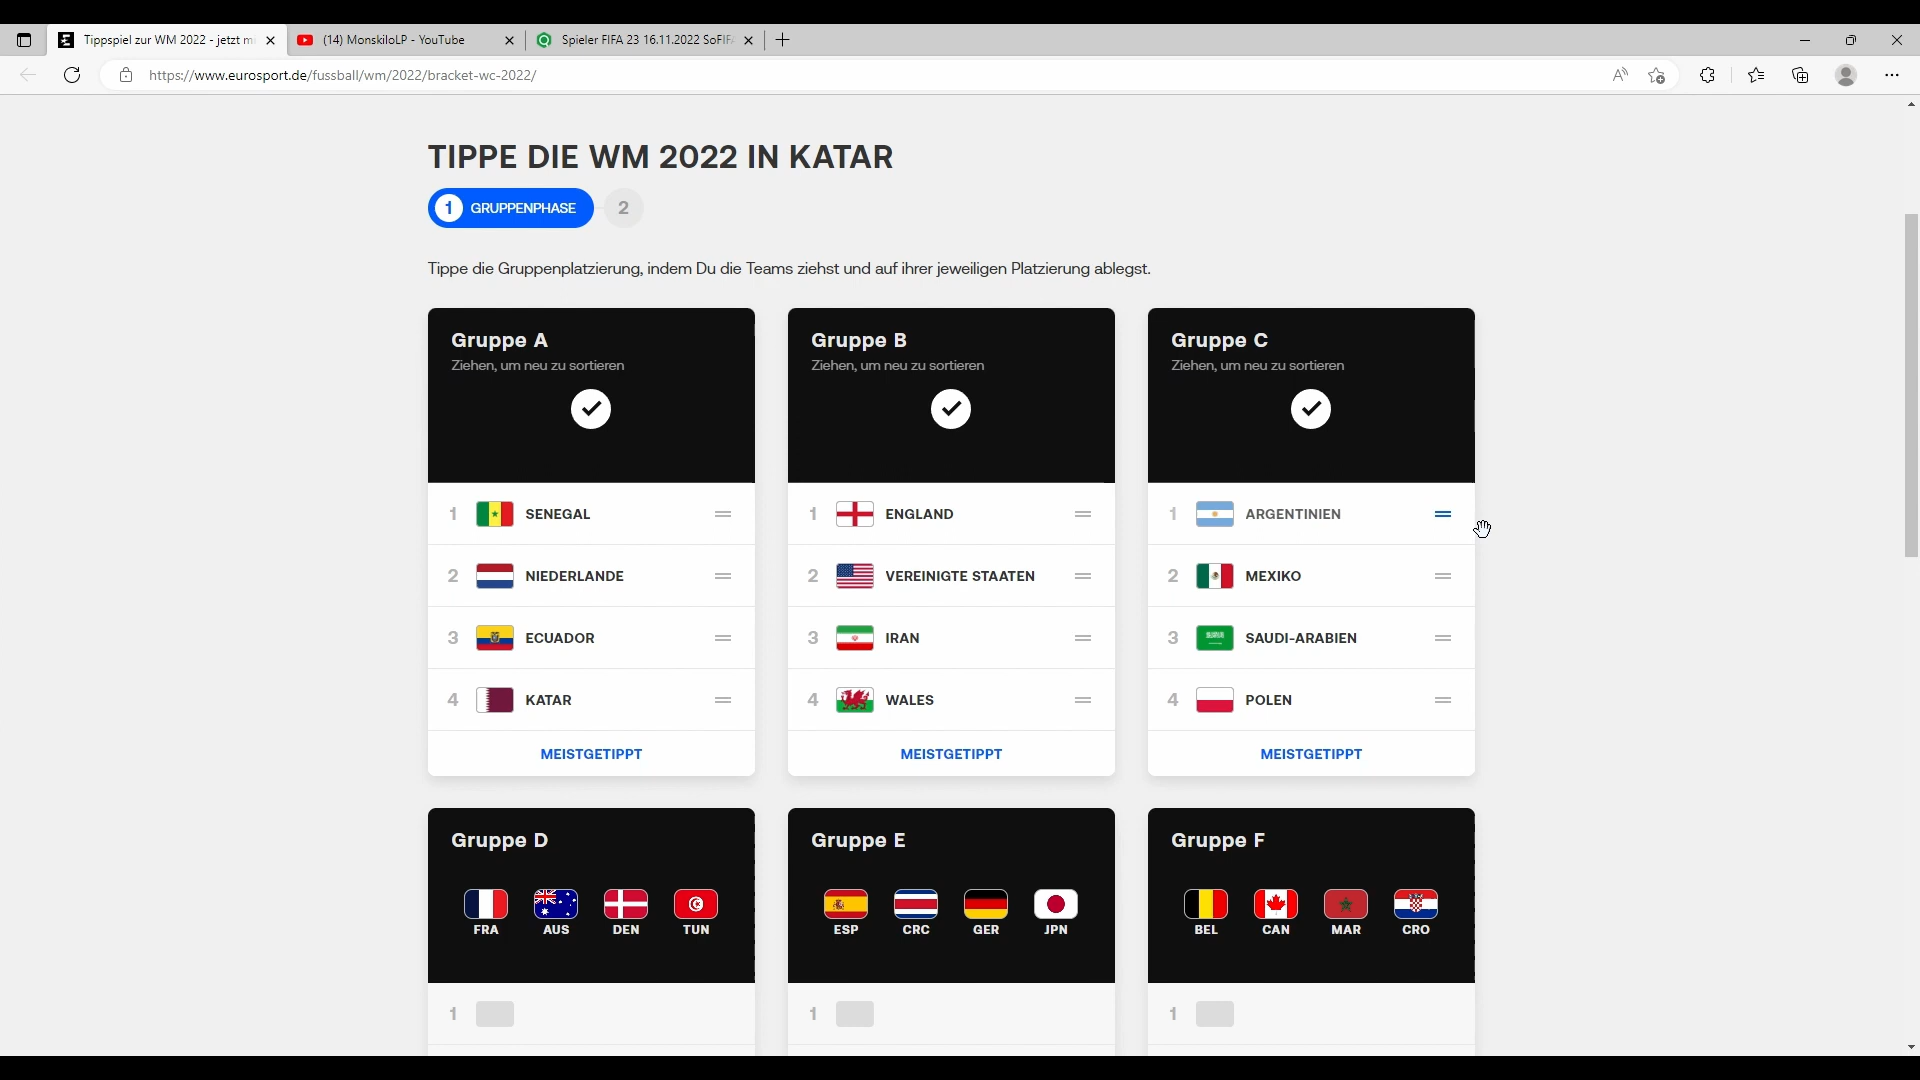 Tippspiel zur WM 2022 - jetzt m
(14) MonskiloLP - YouTube
Spieler FIFA 23 16.11.2022 SoFIF
https://www.eurosport.de/fussball/wm/2022/bracket-wc-2022/
TIPPE DIE WM 2022 IN KATAR
1 GRUPPENPHASE 2
Tippe die Gruppenplatzierung, indem Du die Teams ziehst und auf ihrer jeweiligen Platzierung ablegst.
Gruppe A
Ziehen, um neu zu sortieren
1 SENEGAL
2 NIEDERLANDE
3 ECUADOR
4 KATAR
MEISTGETIPPT
Gruppe B
Ziehen, um neu zu sortieren
1 ENGLAND
2 VEREINIGTE STAATEN
3 IRAN
4 WALES
MEISTGETIPPT
Gruppe C
Ziehen, um neu zu sortieren
1 ARGENTINIEN
2 MEXIKO
3 SAUDI-ARABIEN
4 POLEN
MEISTGETIPPT
Gruppe D
FRA AUS DEN TUN
1
Gruppe E
ESP CRC GER JPN
1
Gruppe F
BEL CAN MAR CRO
1